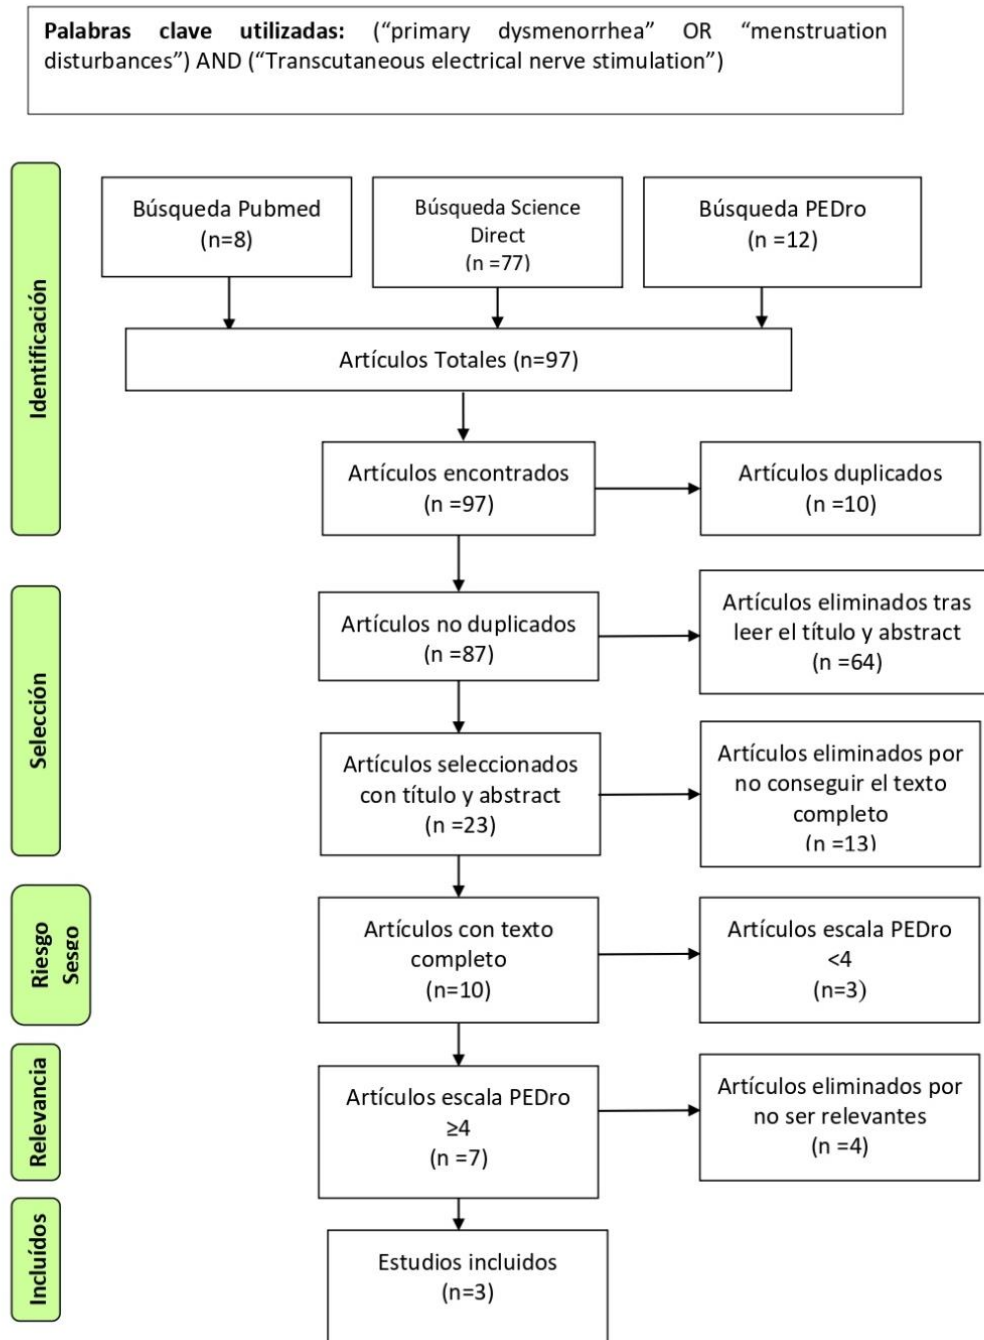 Palabras clave utilizadas: (“primary dysmenorrhea” OR “menstruation
disturbances”) AND (“Transcutaneous electrical nerve stimulation”)
Identificación
Búsqueda Pubmed
(n=8)
Búsqueda Science
Direct
(n =77)
Búsqueda PEDro
(n =12)
Artículos Totales (n=97)
Artículos encontrados
(n =97)
Artículos duplicados
(n =10)
Selección
Artículos no duplicados
(n =87)
Artículos eliminados tras
leer el título y abstract
(n =64)
Artículos seleccionados
con título y abstract
(n =23)
Artículos eliminados por
no conseguir el texto
completo
(n =13)
Riesgo
Sesgo
Artículos con texto
completo
(n=10)
Artículos escala PEDro
<4
(n=3)
Relevancia
Artículos escala PEDro
≥4
(n =7)
Artículos eliminados por
no ser relevantes
(n =4)
Incluídos
Estudios incluidos
(n=3)